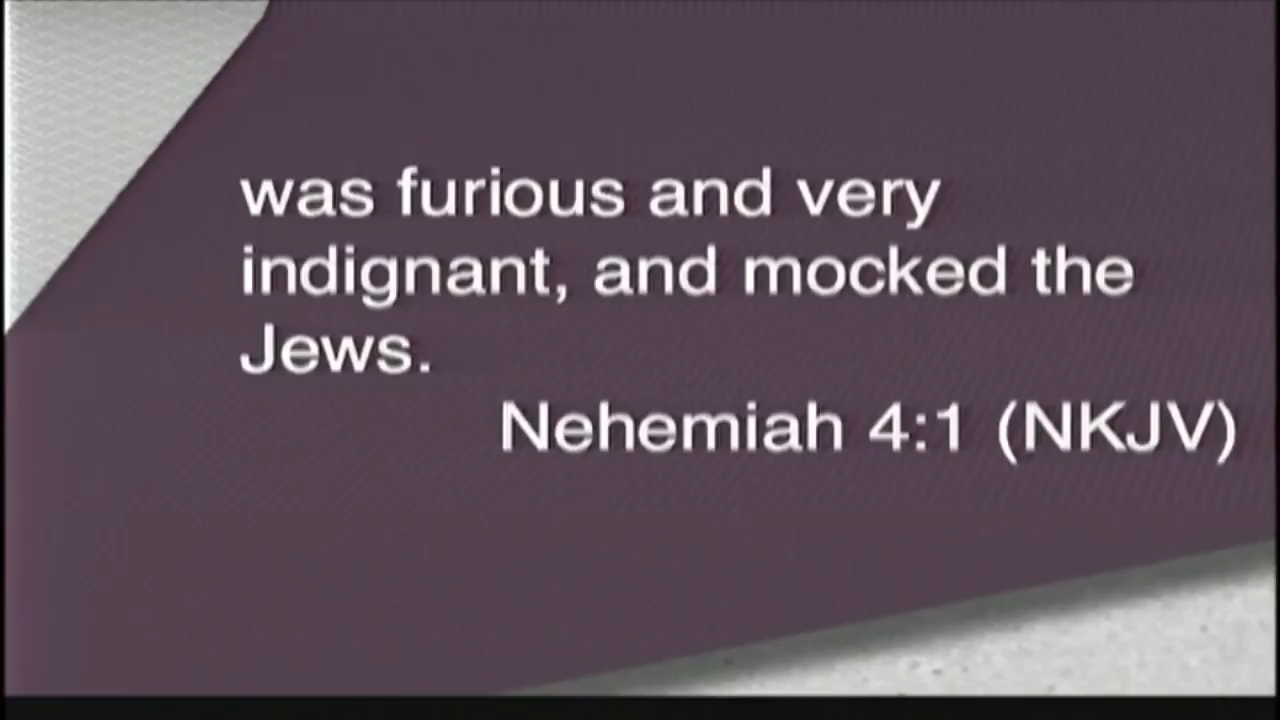 was furious and very
indignant, and mocked the
Jews.
Nehemiah 4:1 (NKJV)